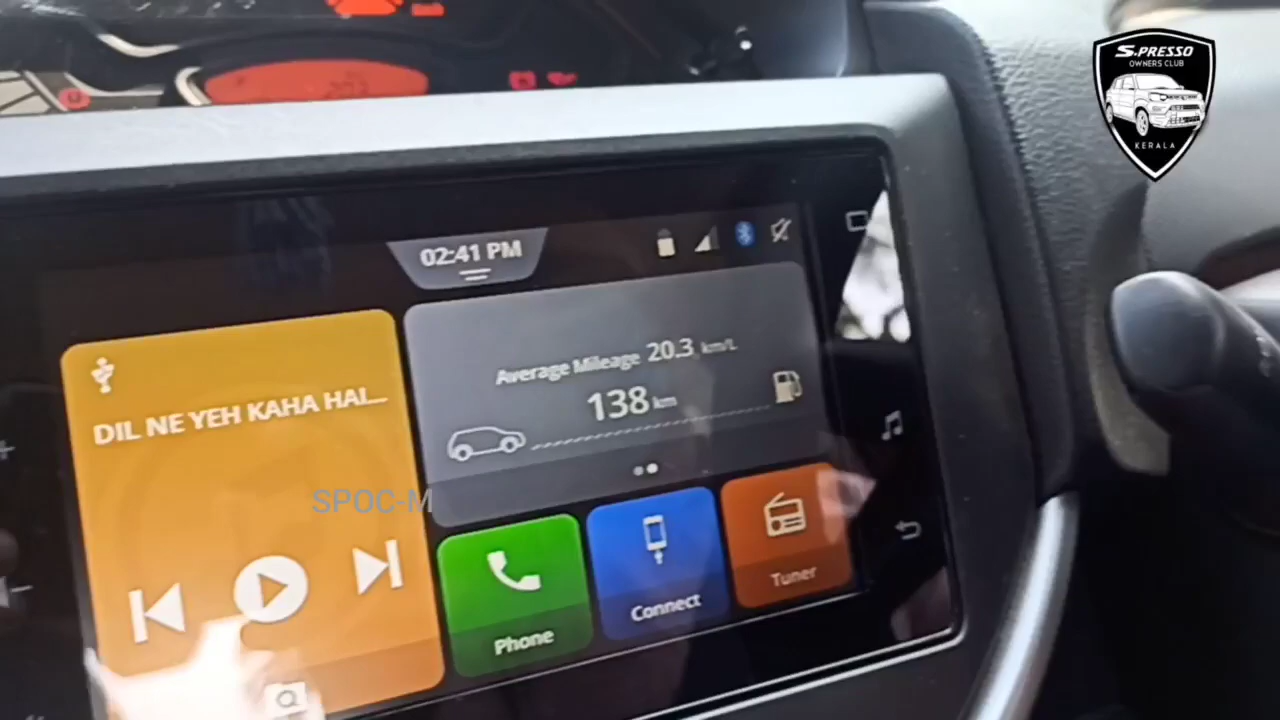 S.PRESSO
OWNERS CLUB
KERALA
02:41 PM
Average Mileage 20.3 km/L
138 km
DIL NE YEH KAHA HAI...
SPOC-M
Phone
Connect
Tuner